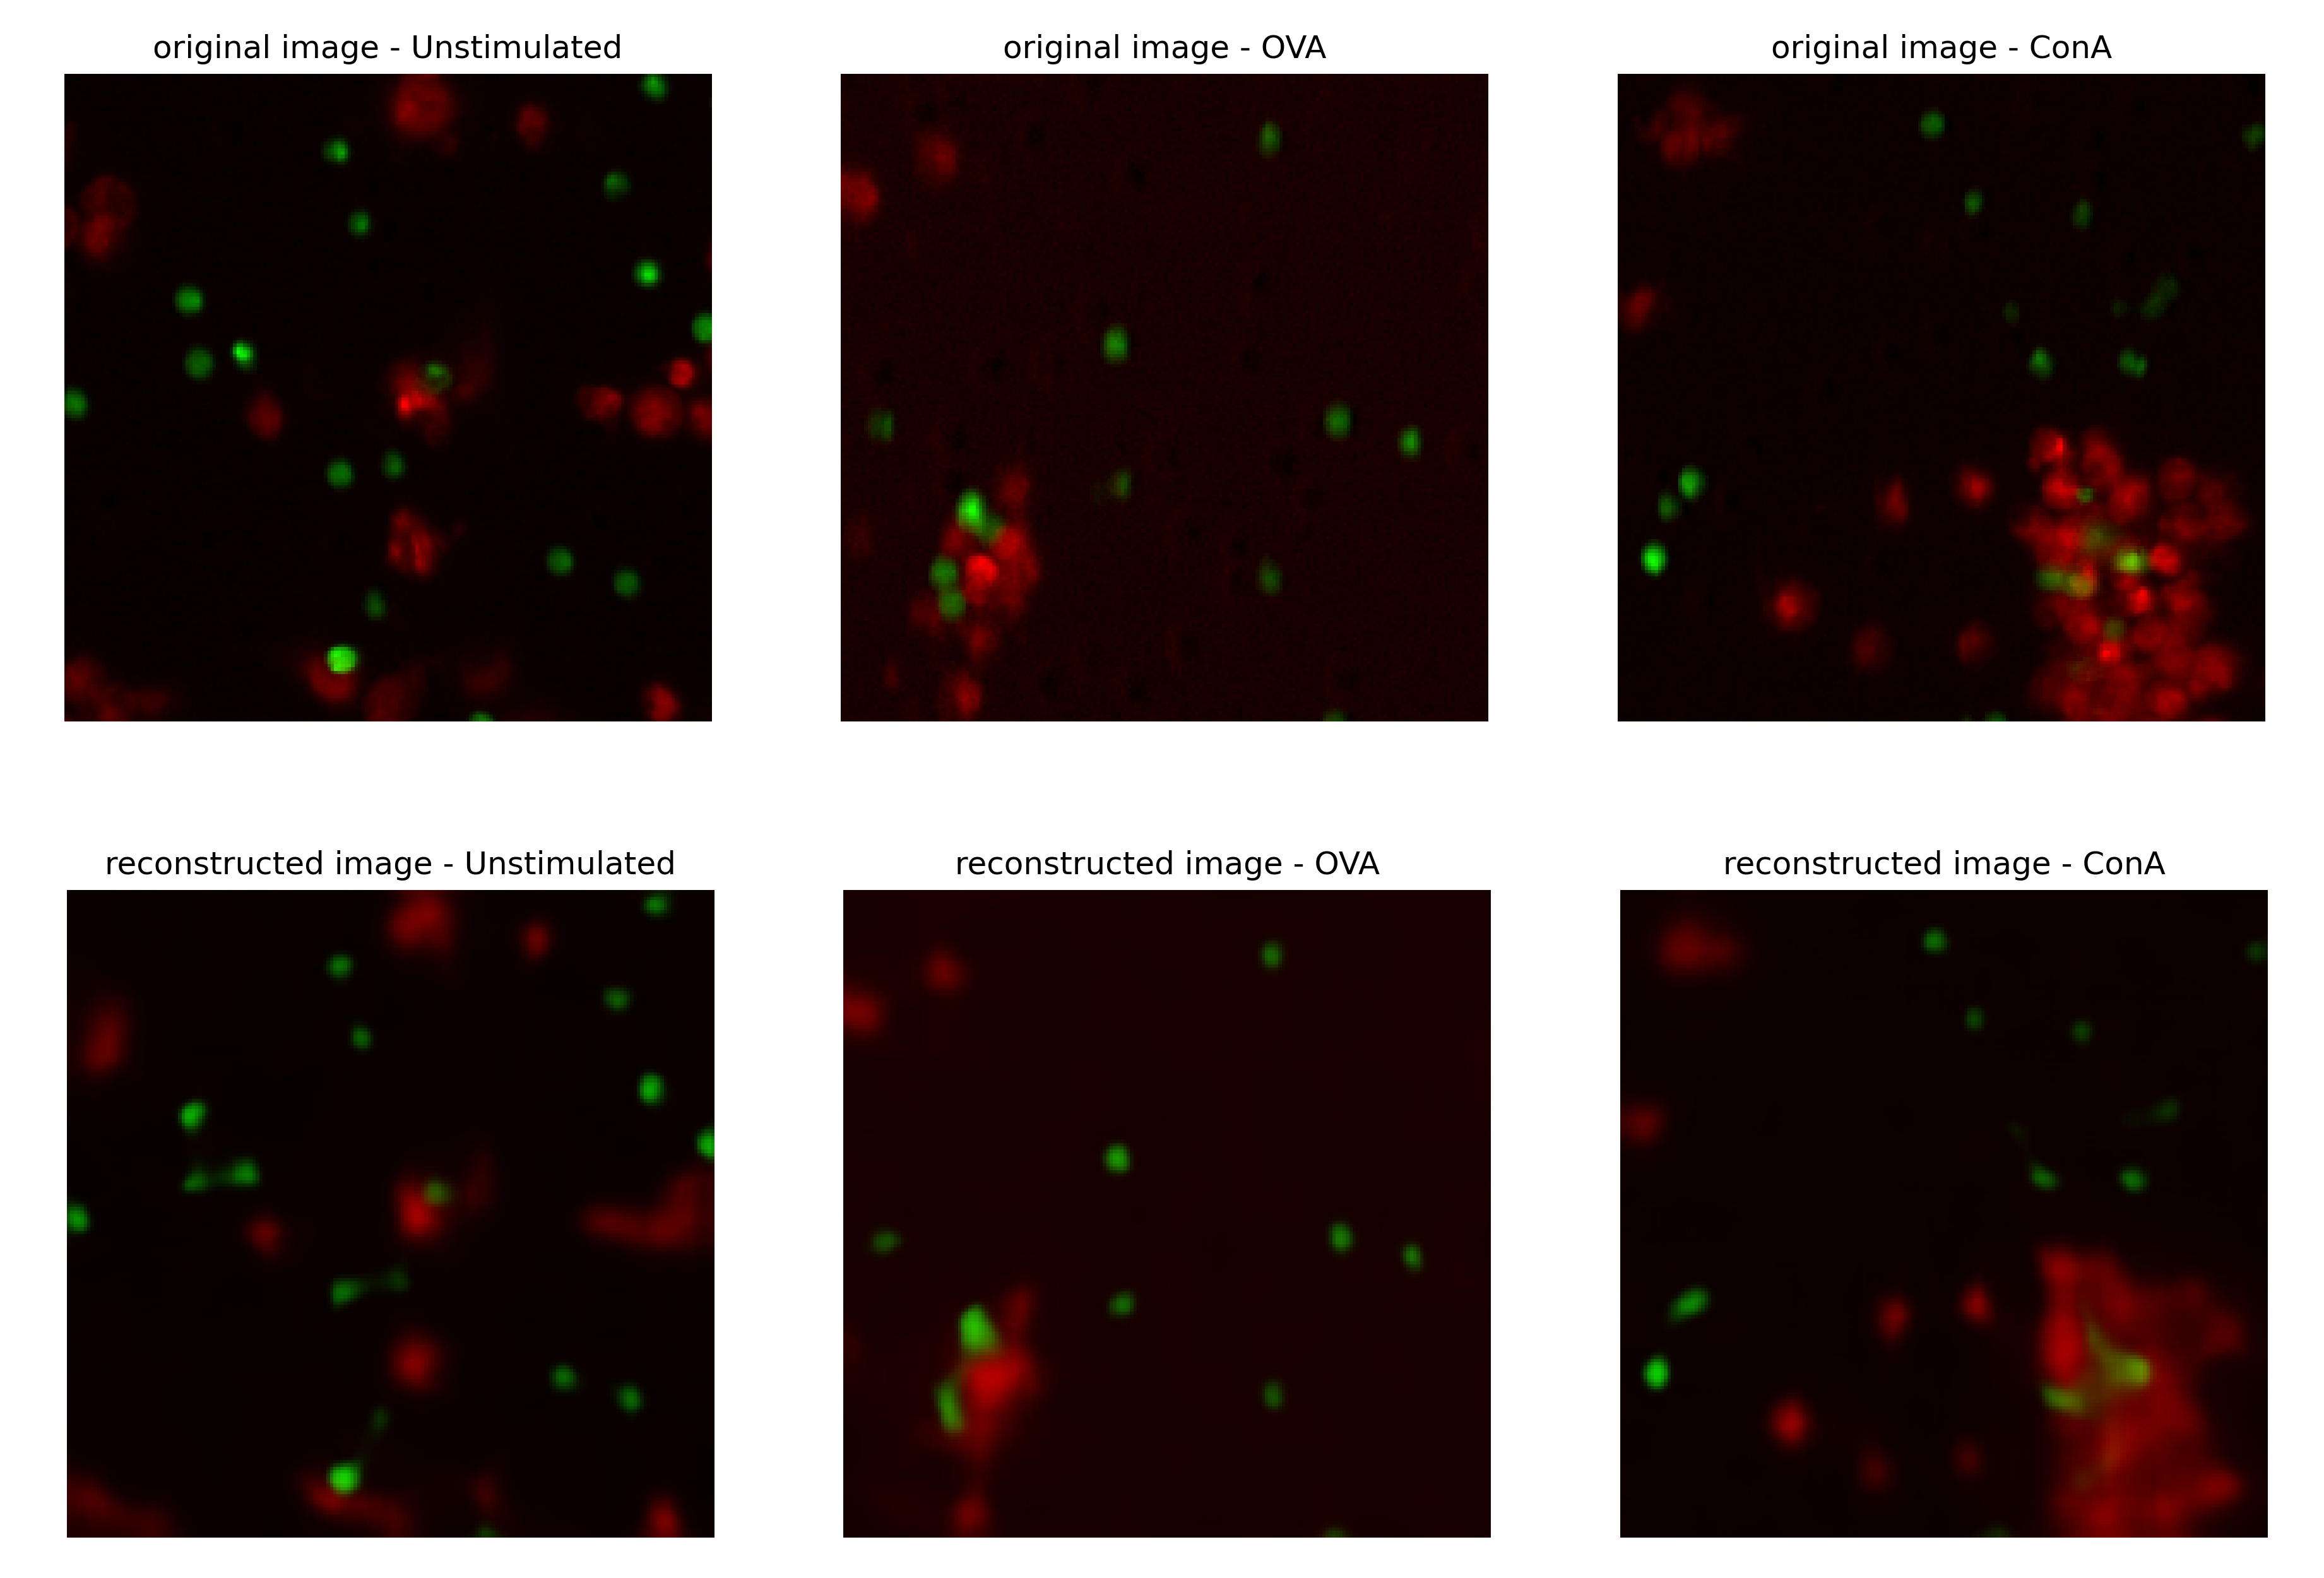 original image - Unstimulated
original image - OVA
original image - ConA
reconstructed image - Unstimulated
reconstructed image - OVA
reconstructed image - ConA